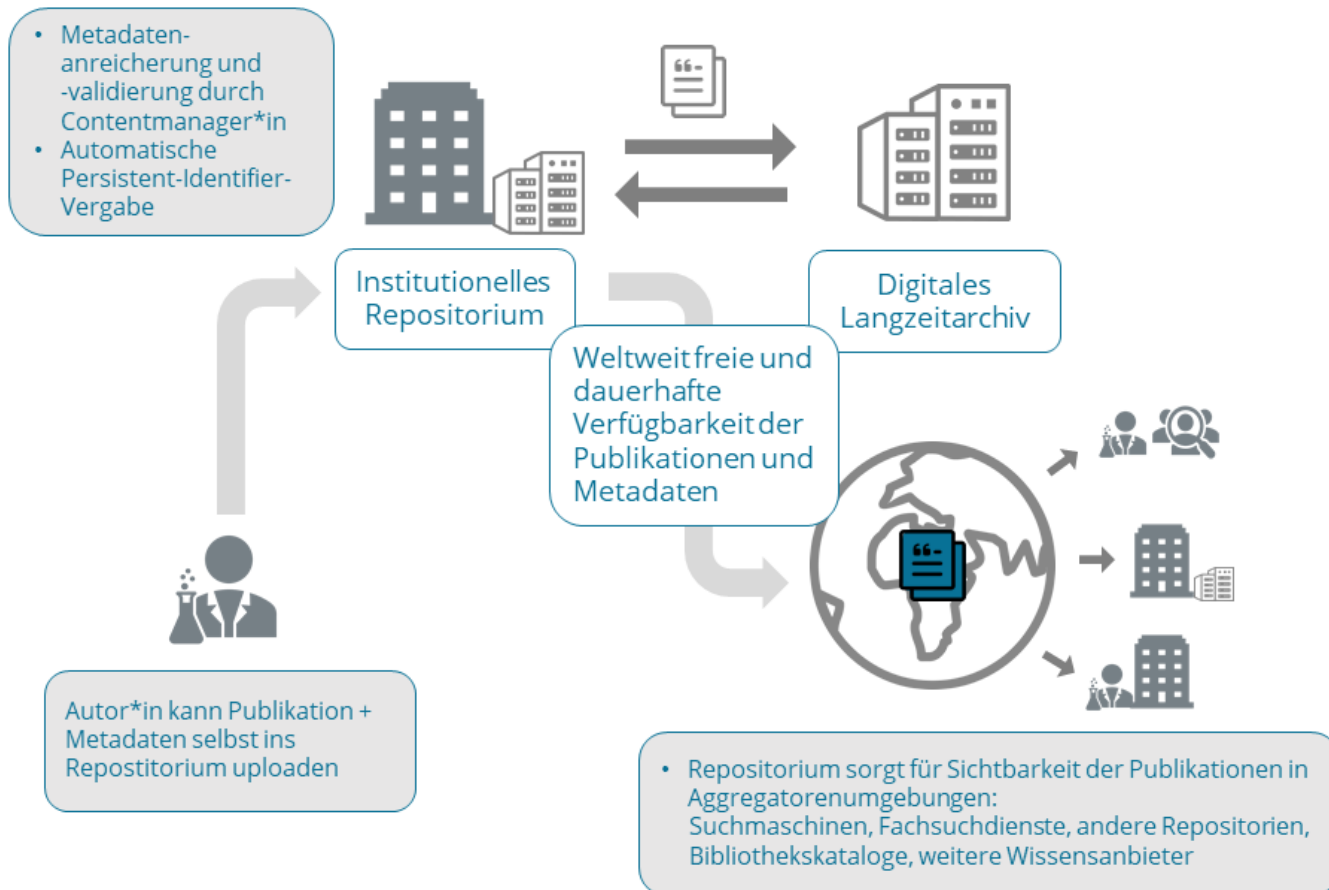 • Metadaten-
anreicherung und
-validierung durch
Contentmanager*in
• Automatische
Persistent-Identifier-
Vergabe
Institutionelles
Repositorium
Digitales
Langzeitarchiv
Weltweit freie und
dauerhafte
Verfügbarkeit der
Publikationen und
Metadaten
Autor*in kann Publikation +
Metadaten selbst ins
Repostitorium uploaden
• Repositorium sorgt für Sichtbarkeit der Publikationen in
Aggregatorenumgebungen:
Suchmaschinen, Fachsuchdienste, andere Repositorien,
Bibliothekskataloge, weitere Wissensanbieter